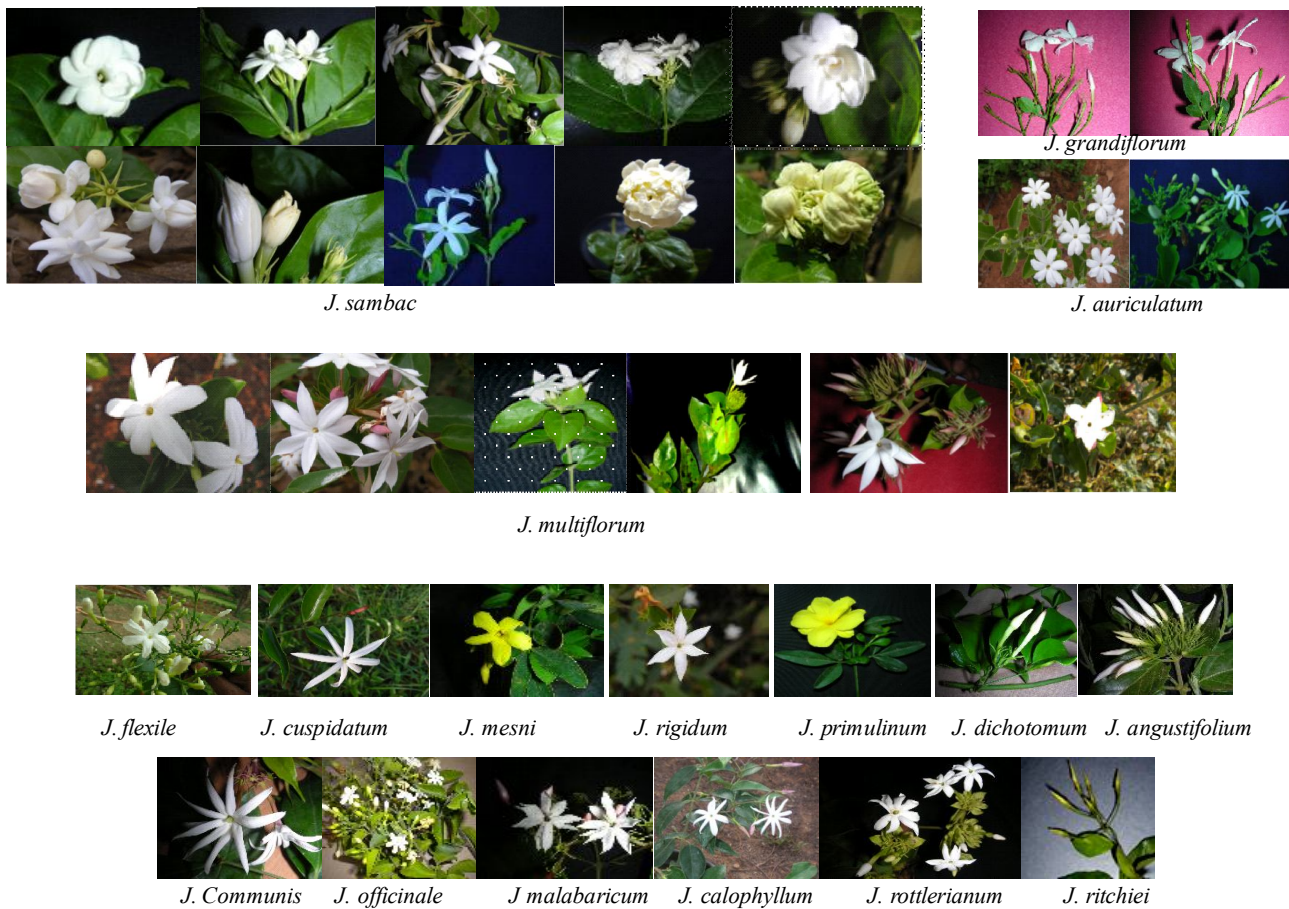 J. grandiflorum
J. sambac
J. auriculatum
J. multiflorum
J. flexile
J. cuspidatum
J. mesni
J. rigidum
J. primulinum
J. dichotomum
J. angustifolium
J. Communis
J. officinale
J malabaricum
J. calophyllum
J. rottlerianum
J. ritchiei